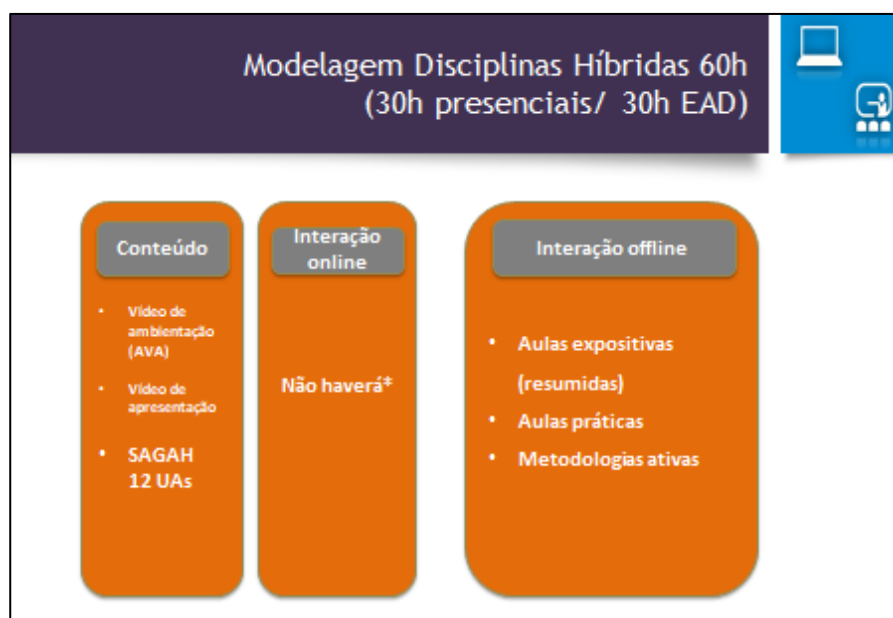 Modelagem Disciplinas Híbridas 60h
(30h presenciais/ 30h EAD)
Conteúdo
• Vídeo de
ambientação
(AVA)
• Vídeo de
apresentação
• SAGAH
12 UAs
Interação
online
Não haverá*
Interação offline
• Aulas expositivas
(resumidas)
• Aulas práticas
• Metodologias ativas